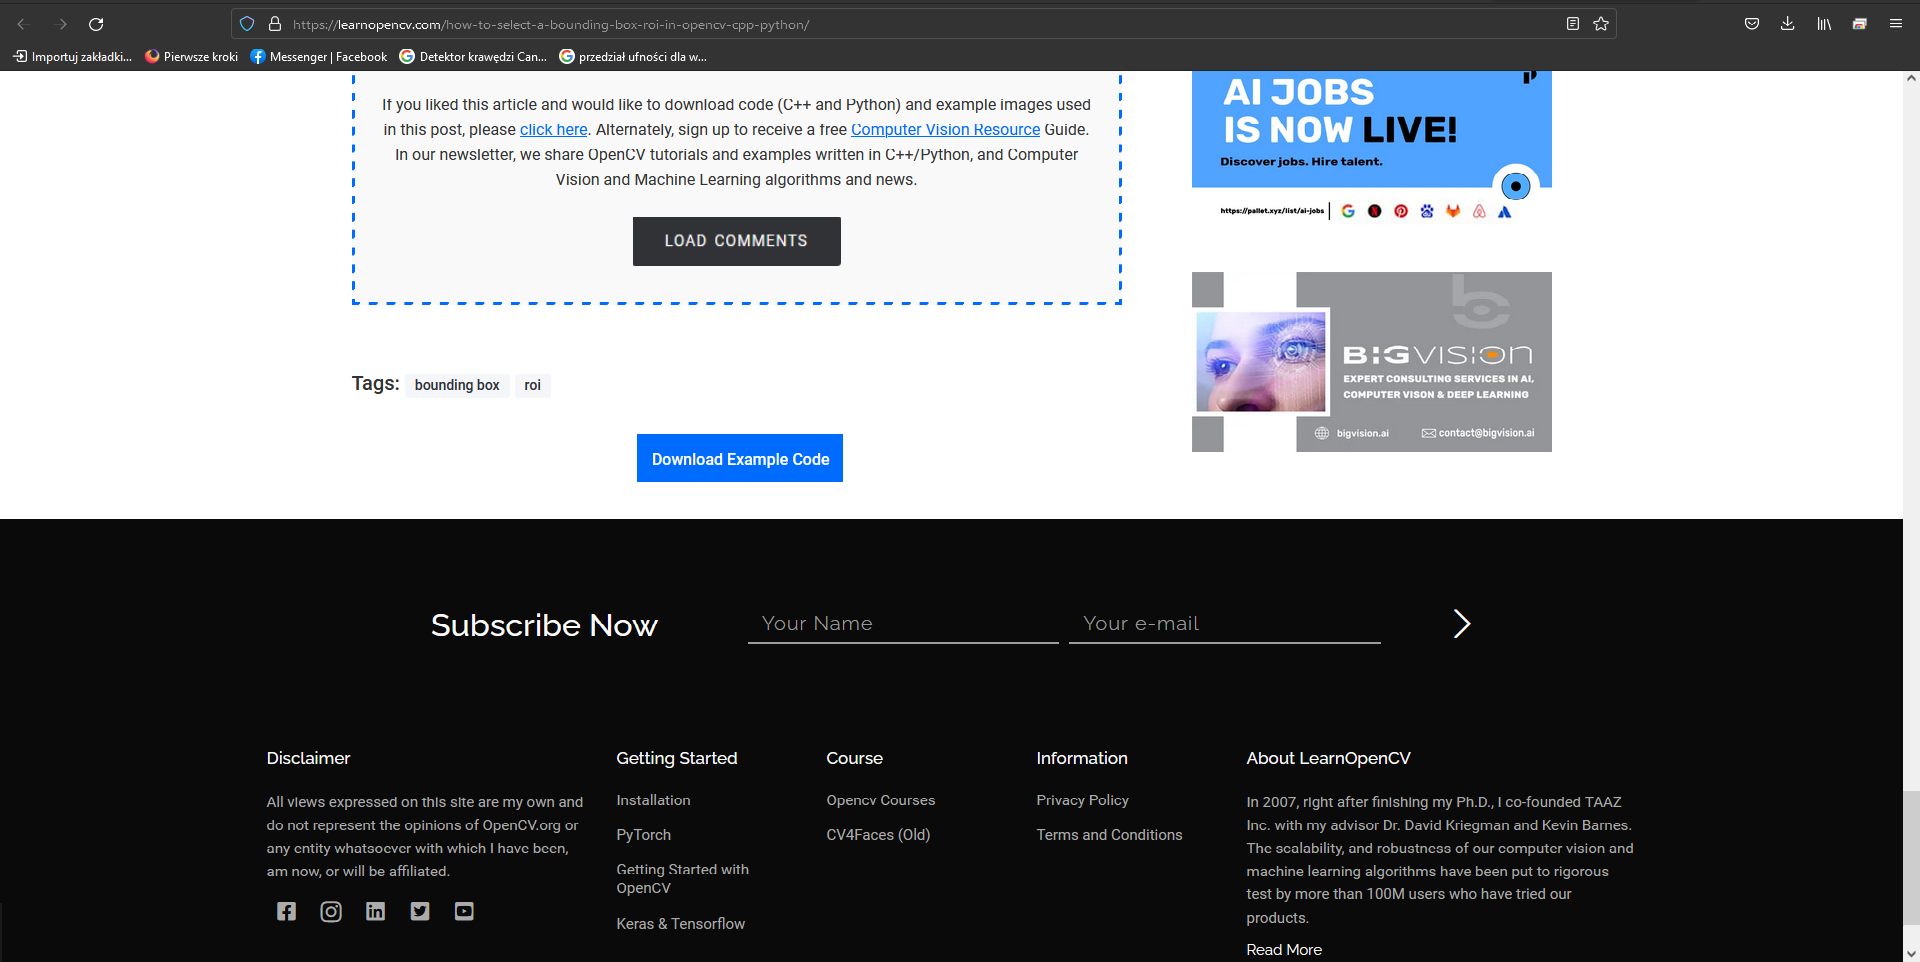 https://learnopencv.com/how-to-select-a-bounding-box-roi-in-opencv-cpp-python/
Importuj zakładki...
Pierwsze kroki
Messenger | Facebook
Detektor krawędzi Can...
przedział ufności dla w...
If you liked this article and would like to download code (C++ and Python) and example images used
in this post, please click here. Alternately, sign up to receive a free Computer Vision Resource Guide.
In our newsletter, we share OpenCV tutorials and examples written in C++/Python, and Computer
Vision and Machine Learning algorithms and news.
LOAD COMMENTS
Tags: bounding box roi
Download Example Code
AI JOBS
IS NOW LIVE!
Discover jobs. Hire talent.
https://pallet.xyz/list/ai-jobs
BIGVISION
EXPERT CONSULTING SERVICES IN AI,
COMPUTER VISON & DEEP LEARNING
bigvision.ai
contact@bigvision.ai
Subscribe Now
Your Name
Your e-mail
Disclaimer
All views expressed on this site are my own and
do not represent the opinions of OpenCV.org or
any entity whatsoever with which I have been,
am now, or will be affiliated.
Getting Started
Installation
PyTorch
Getting Started with
OpenCV
Keras & Tensorflow
Course
Opencv Courses
CV4Faces (Old)
Information
Privacy Policy
Terms and Conditions
About LearnOpenCV
In 2007, right after finishing my Ph.D., I co-founded TAAZ
Inc. with my advisor Dr. David Kriegman and Kevin Barnes.
The scalability, and robustness of our computer vision and
machine learning algorithms have been put to rigorous
test by more than 100M users who have tried our
products.
Read More